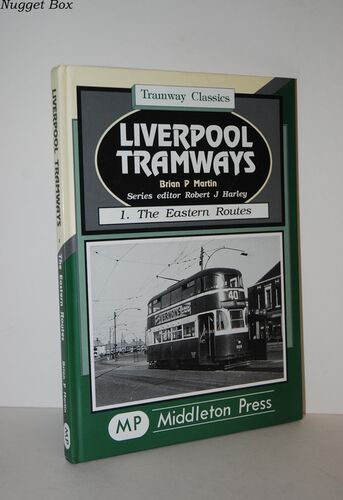 Nugget Box
Tramway Classics
LIVERPOOL
TRAMWAYS
Brian P Martin
Series editor Robert J Harley
1. The Eastern Routes
40
VERNONS
MP Middleton Press
LIVERPOOL TRAMWAYS - The Eastern Routes Brian P Martin MP